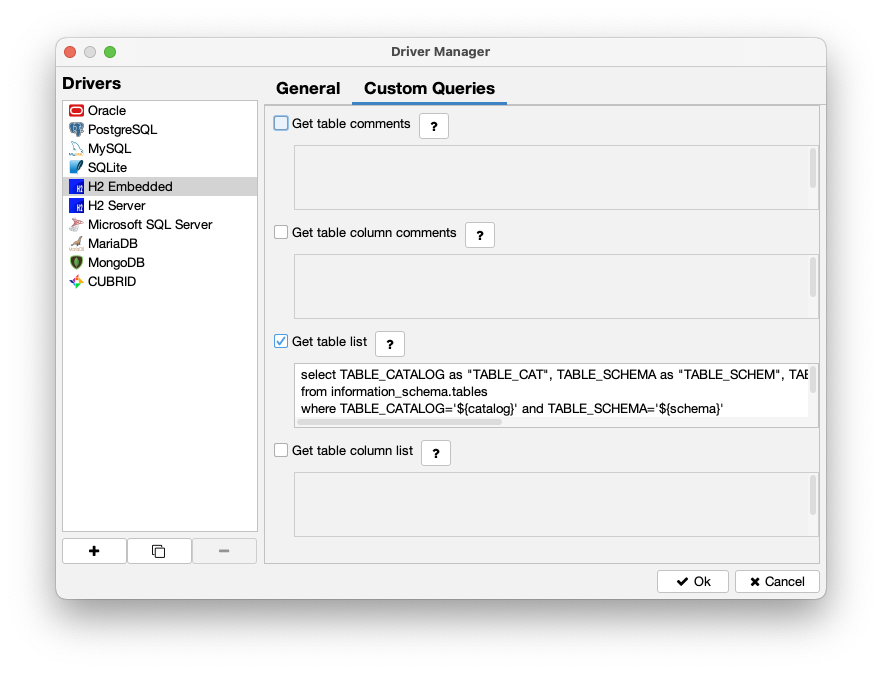 Driver Manager
Drivers
Oracle
PostgreSQL
MySQL
SQLite
H2 Embedded
H2 Server
Microsoft SQL Server
MariaDB
MongoDB
CUBRID
General
Custom Queries
Get table comments
?
Get table column comments
?
Get table list
?
select TABLE_CATALOG as "TABLE_CAT", TABLE_SCHEMA as "TABLE_SCHEM",
from information_schema.tables
where TABLE_CATALOG='${catalog}' and TABLE_SCHEMA='${schema}'
Get table column list
?
Ok
Cancel